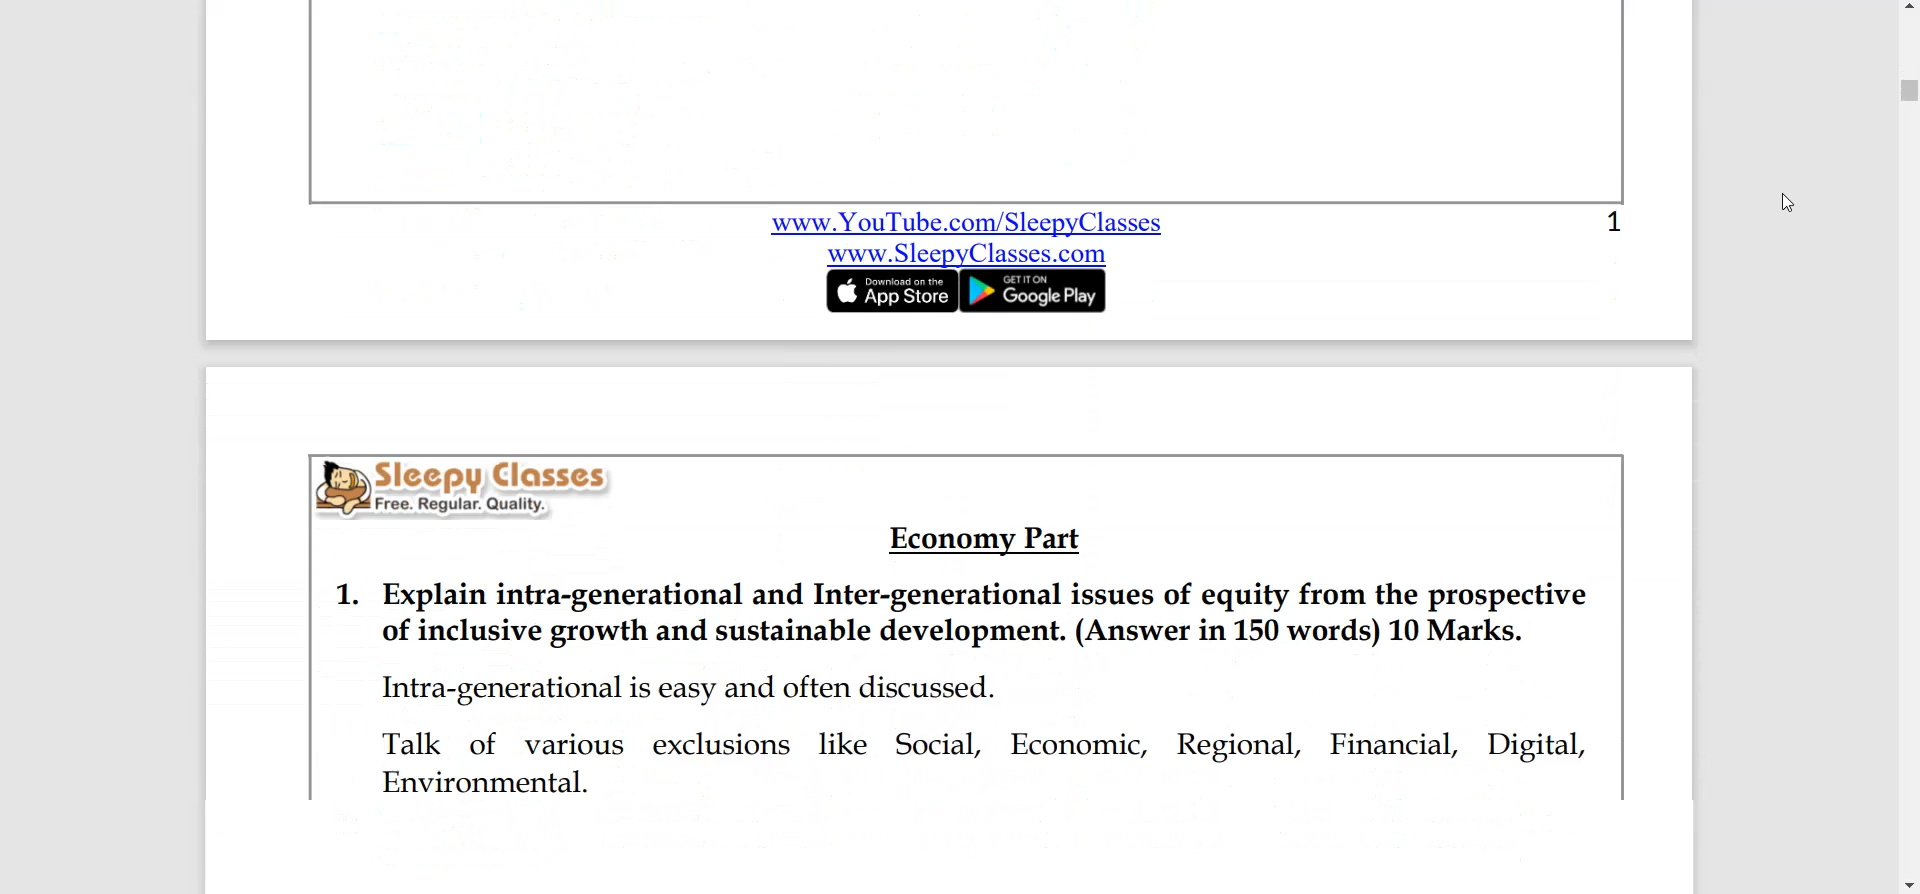 www.YouTube.com/SleepyClasses
1
www.SleepyClasses.com
Download on the
App Store
GET IT ON
Google Play
Sleepy Classes
Free. Regular. Quality.
Economy Part
1. Explain intra-generational and Inter-generational issues of equity from the prospective
of inclusive growth and sustainable development. (Answer in 150 words) 10 Marks.
Intra-generational is easy and often discussed.
Talk of various exclusions like Social, Economic, Regional, Financial, Digital,
Environmental.